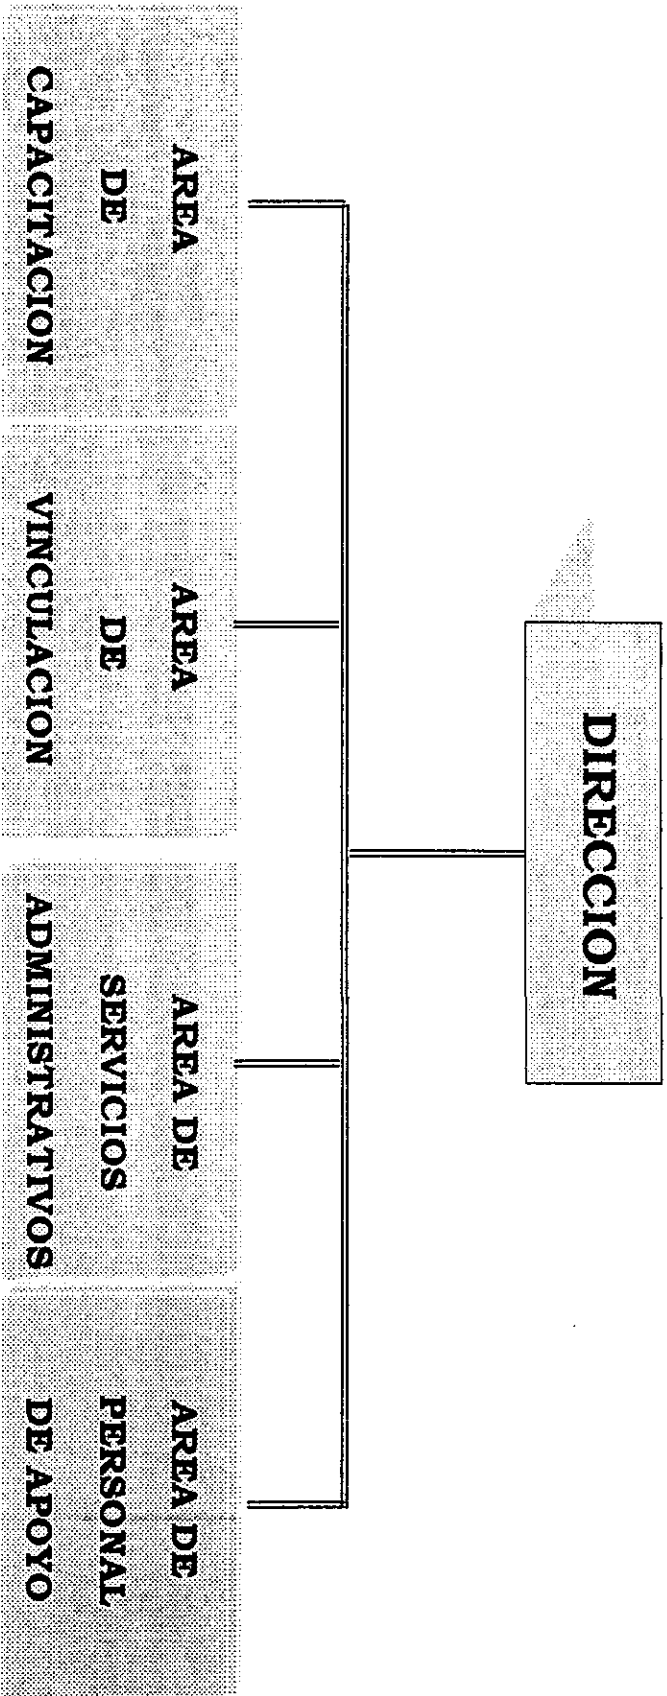 DIRECCION
AREA
DE
CAPACITACION
AREA
DE
VINCULACION
AREA DE
SERVICIOS
ADMINISTRATIVOS
AREA DE
PERSONAL
DE APOYO